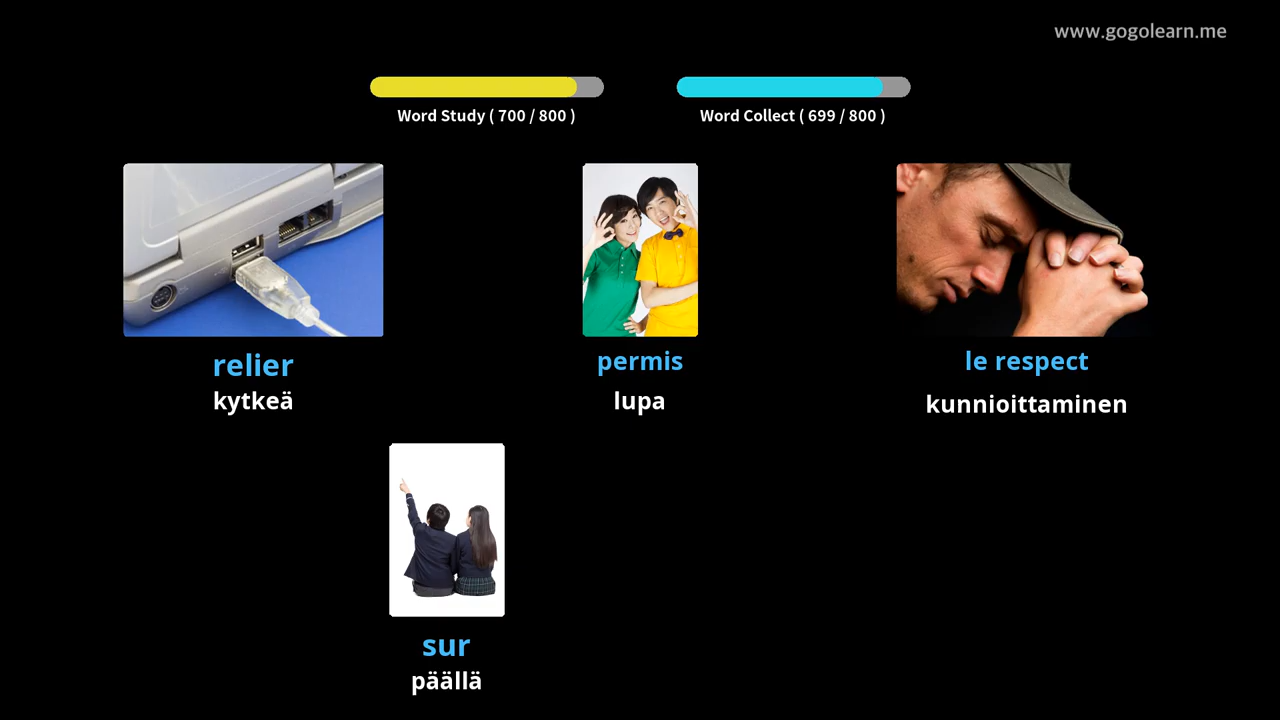 www.gogolearn.me
Word Study ( 700 / 800 )
Word Collect ( 699 / 800 )
relier
kytkeä
permis
lupa
le respect
kunnioittaminen
sur
päällä